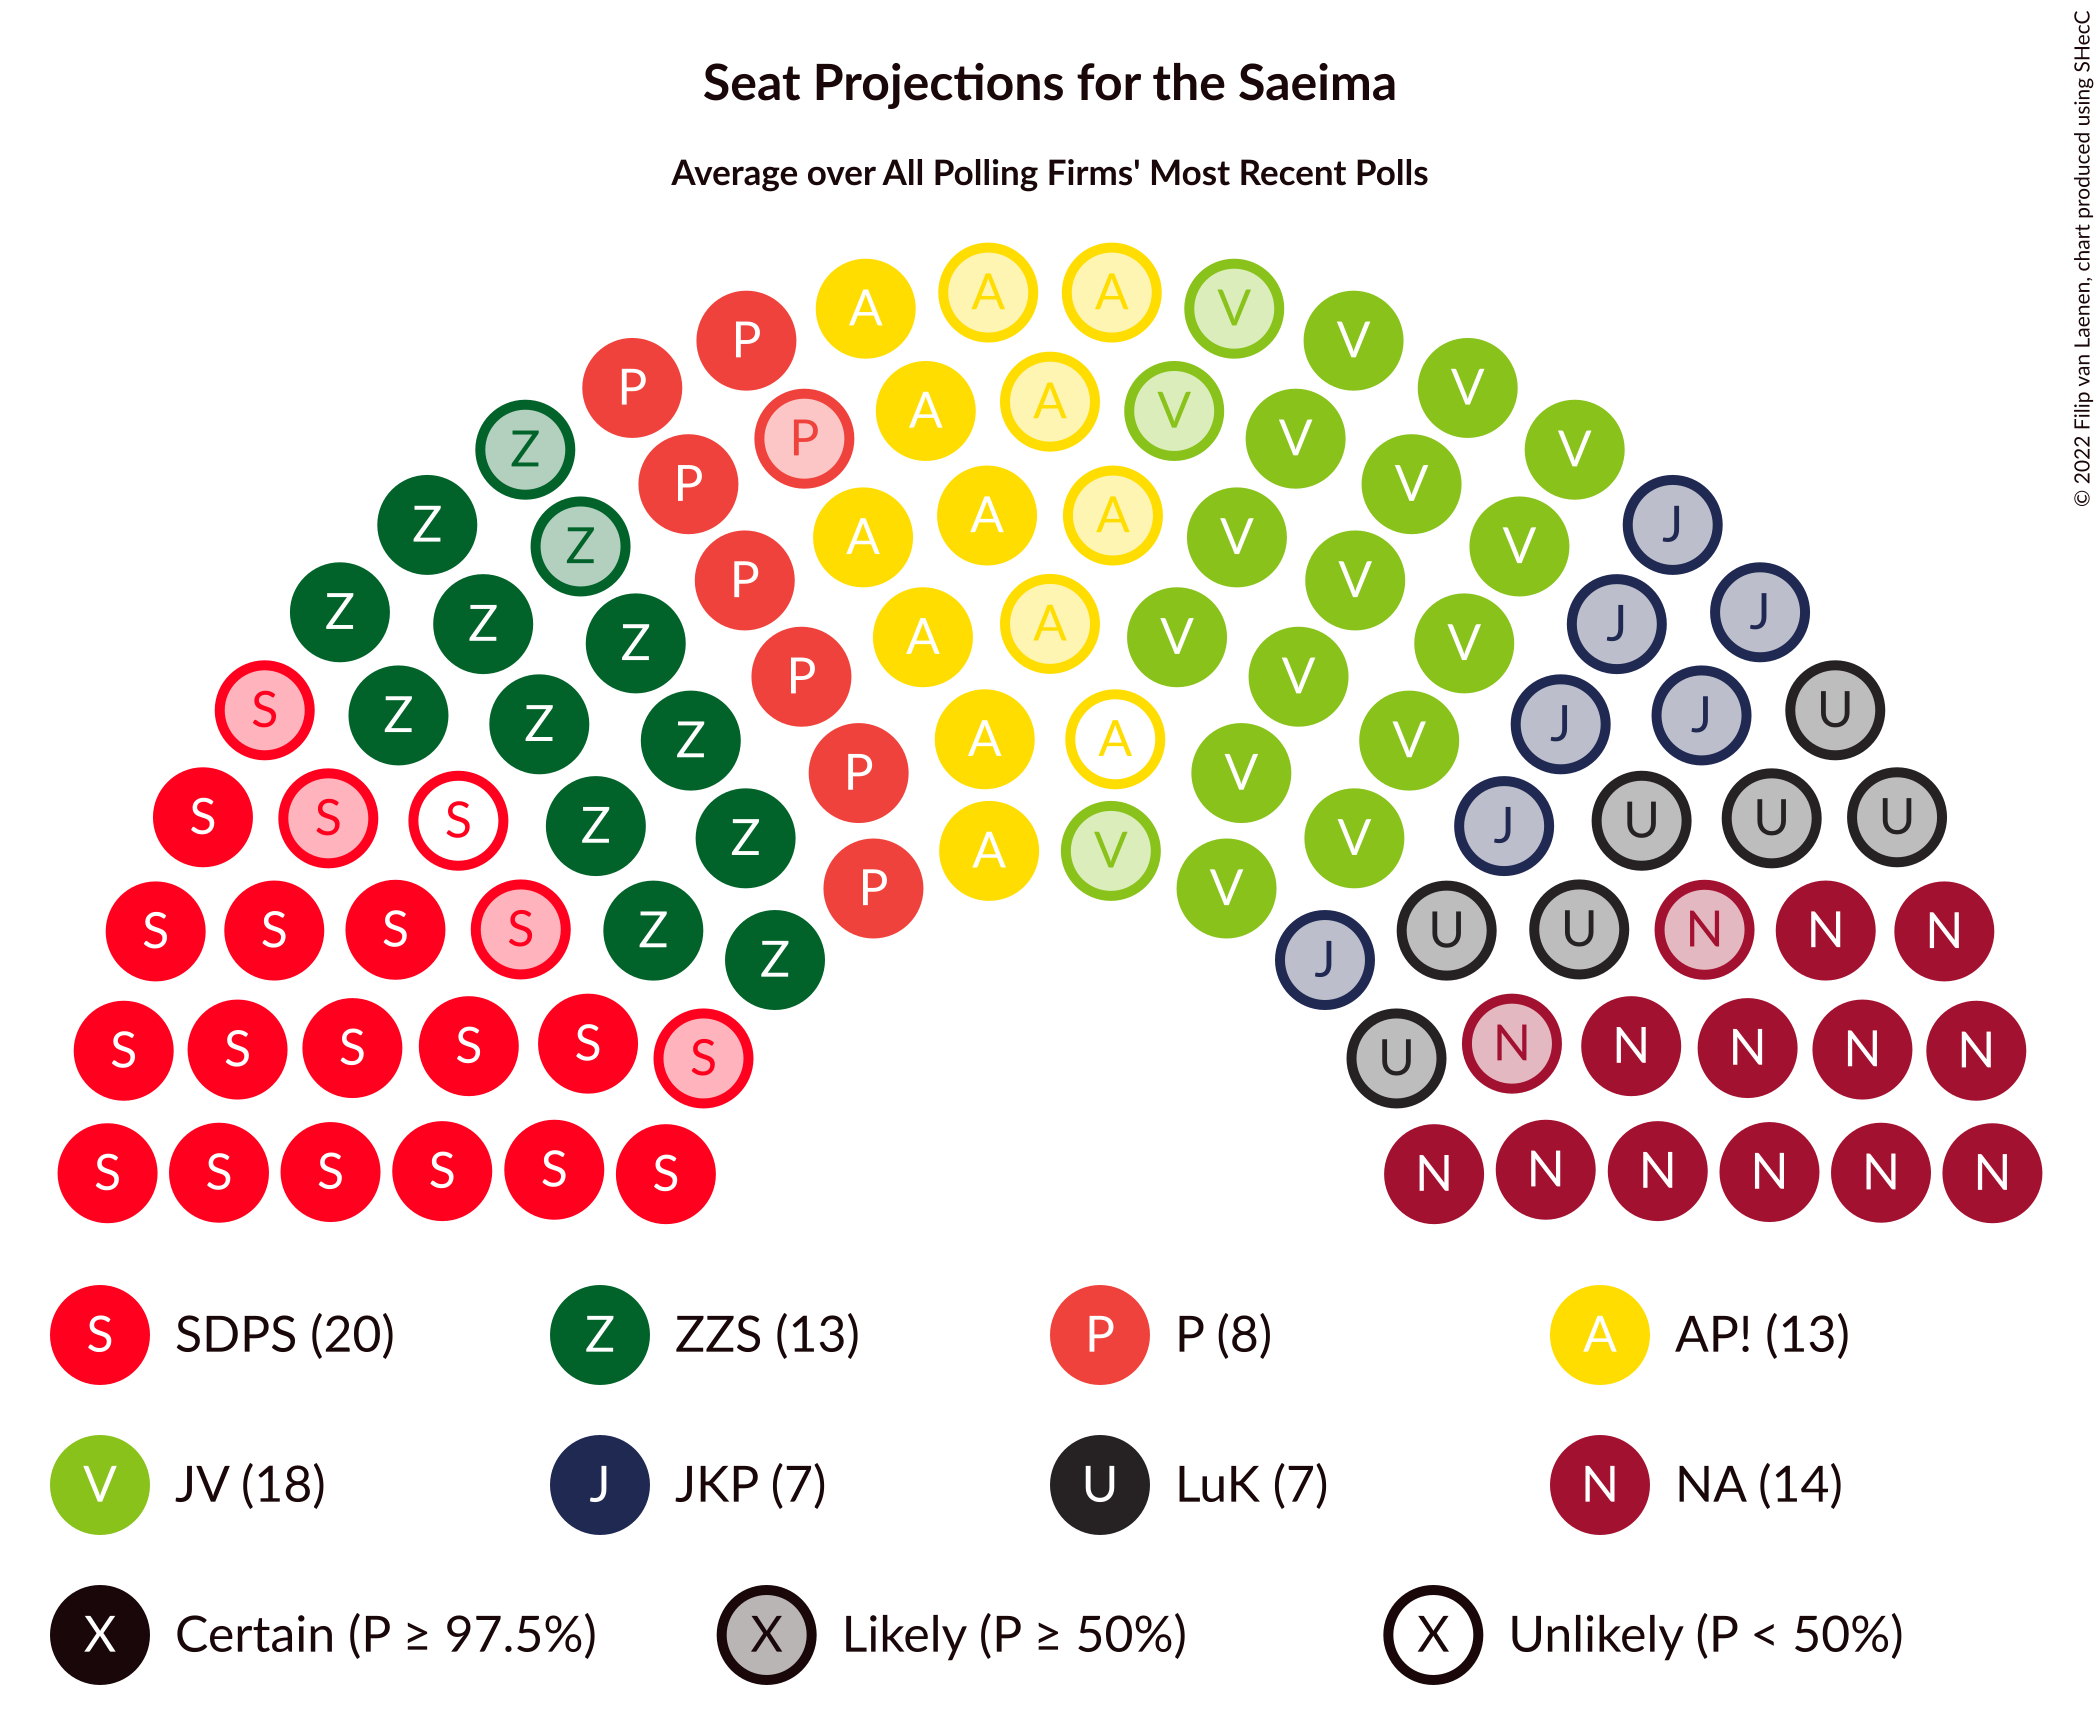 Seat Projections for the Saeima
Average over All Polling Firms' Most Recent Polls
© 2022 Filip van Laenen, chart produced using SHecC
A A A V
P P V V
A A V V
P P V V
Z A A A V V
Z Z P V V J
Z Z Z P A A V V V J J
S Z Z Z P A A V V J J U
S S S Z Z P A V V V J U U U
S S S S Z Z J U U N N N
S S S S S S U N N N N N
S S S S S S N N N N N N
S SDPS (20) Z ZZS (13) P P (8) A AP! (13)
V JV (18) J JKP (7) U LuK (7) N NA (14)
X Certain (P ≥ 97.5%) X Likely (P ≥ 50%) X Unlikely (P < 50%)